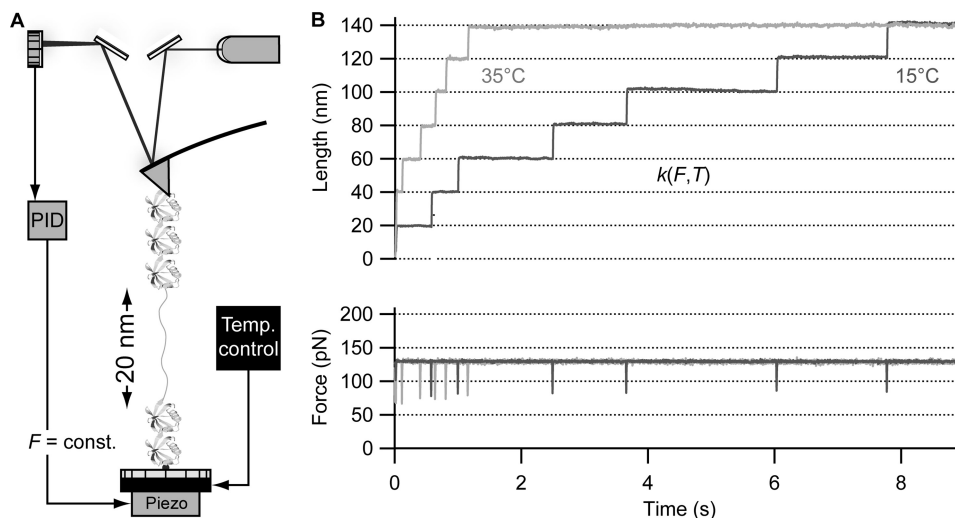 A
PID
20 nm
Temp.
control
F = const.
Piezo
B
Length (nm)
140
120
100
80
60
40
20
0
35°C
15°C
k(F,T)
Force (pN)
200
150
100
50
0
0 2 4 6 8
Time (s)